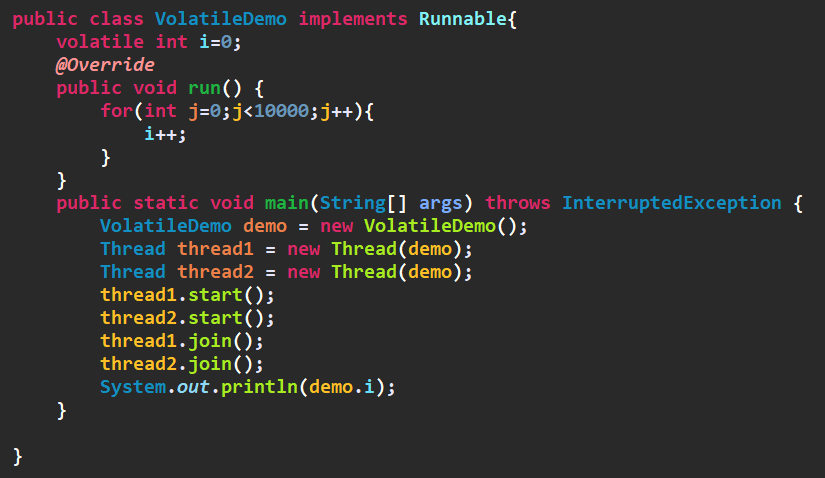 public class VolatileDemo implements Runnable{
    volatile int i=0;
    @Override
    public void run() {
        for(int j=0;j<10000;j++){
            i++;
        }
    }
    public static void main(String[] args) throws InterruptedException {
        VolatileDemo demo = new VolatileDemo();
        Thread thread1 = new Thread(demo);
        Thread thread2 = new Thread(demo);
        thread1.start();
        thread2.start();
        thread1.join();
        thread2.join();
        System.out.println(demo.i);
    }
}